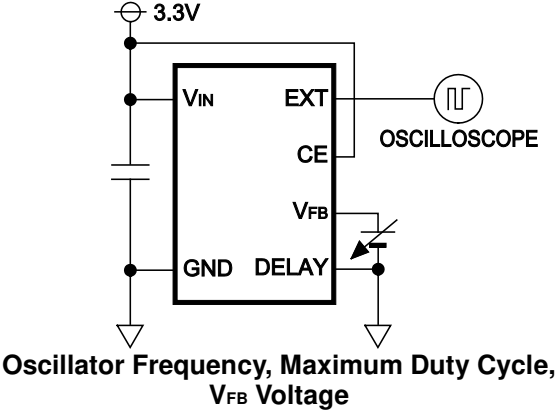 3.3V
VIN EXT
OSCILLOSCOPE
CE
VFB
GND DELAY
Oscillator Frequency, Maximum Duty Cycle,
VFB Voltage